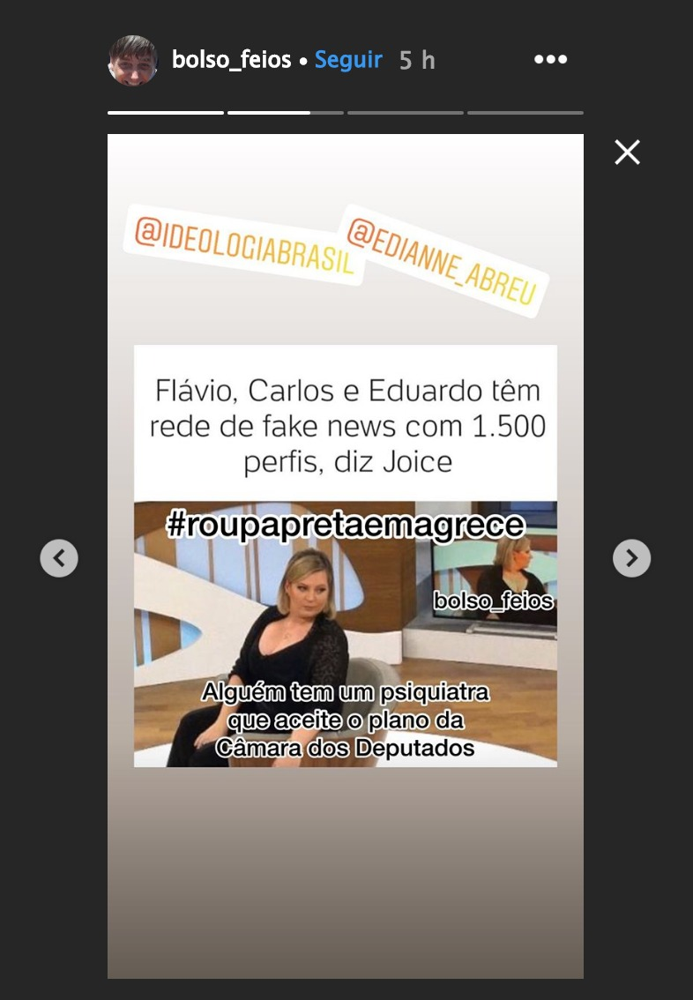 bolso_feios • Seguir 5 h
@IDEOLOGIABRASIL
@EDIANNE_ABREU
Flávio, Carlos e Eduardo têm
rede de fake news com 1.500
perfis, diz Joice
#roupapretaemagrece
bolso_feios
Alguém tem um psiquiatra
que aceite o plano da
Câmara dos Deputados